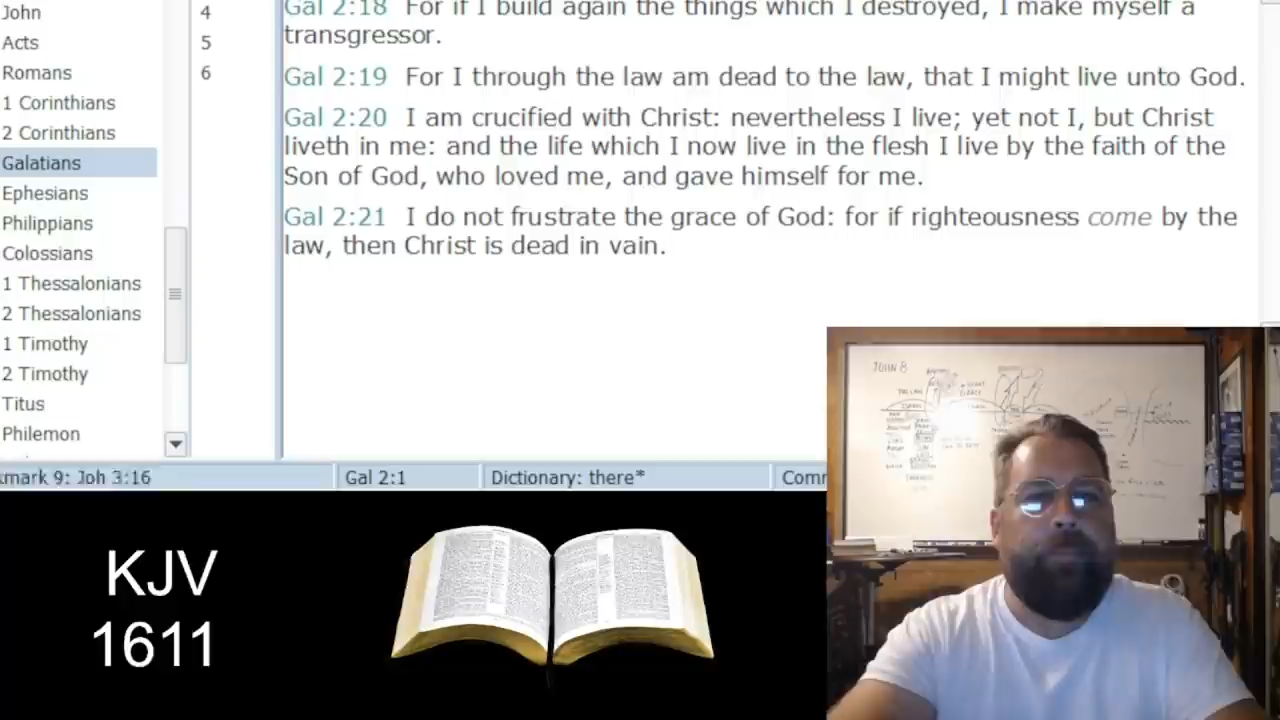 John 4
Acts 5
Romans 6
1 Corinthians
2 Corinthians
Galatians
Ephesians
Philippians
Colossians
1 Thessalonians
2 Thessalonians
1 Timothy
2 Timothy
Titus
Philemon
Gal 2:18 For if I build again the things which I destroyed, I make myself a
transgressor.
Gal 2:19 For I through the law am dead to the law, that I might live unto God.
Gal 2:20 I am crucified with Christ: nevertheless I live; yet not I, but Christ
liveth in me: and the life which I now live in the flesh I live by the faith of the
Son of God, who loved me, and gave himself for me.
Gal 2:21 I do not frustrate the grace of God: for if righteousness come by the
law, then Christ is dead in vain.
kmark 9: Joh 3:16 Gal 2:1 Dictionary: there* Comm
KJV
1611
JOHN 8
THE LAW
GRACE